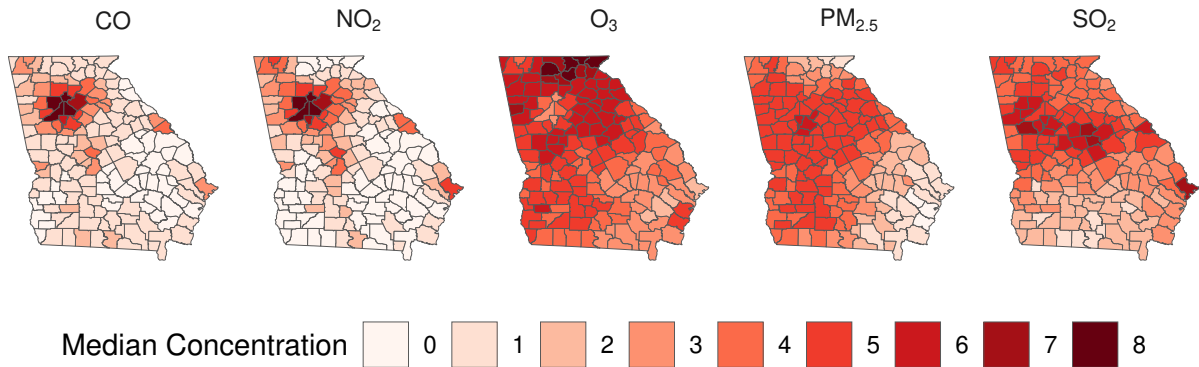 CO NO₂ O₃ PM₂.₅ SO₂
Median Concentration 0 1 2 3 4 5 6 7 8